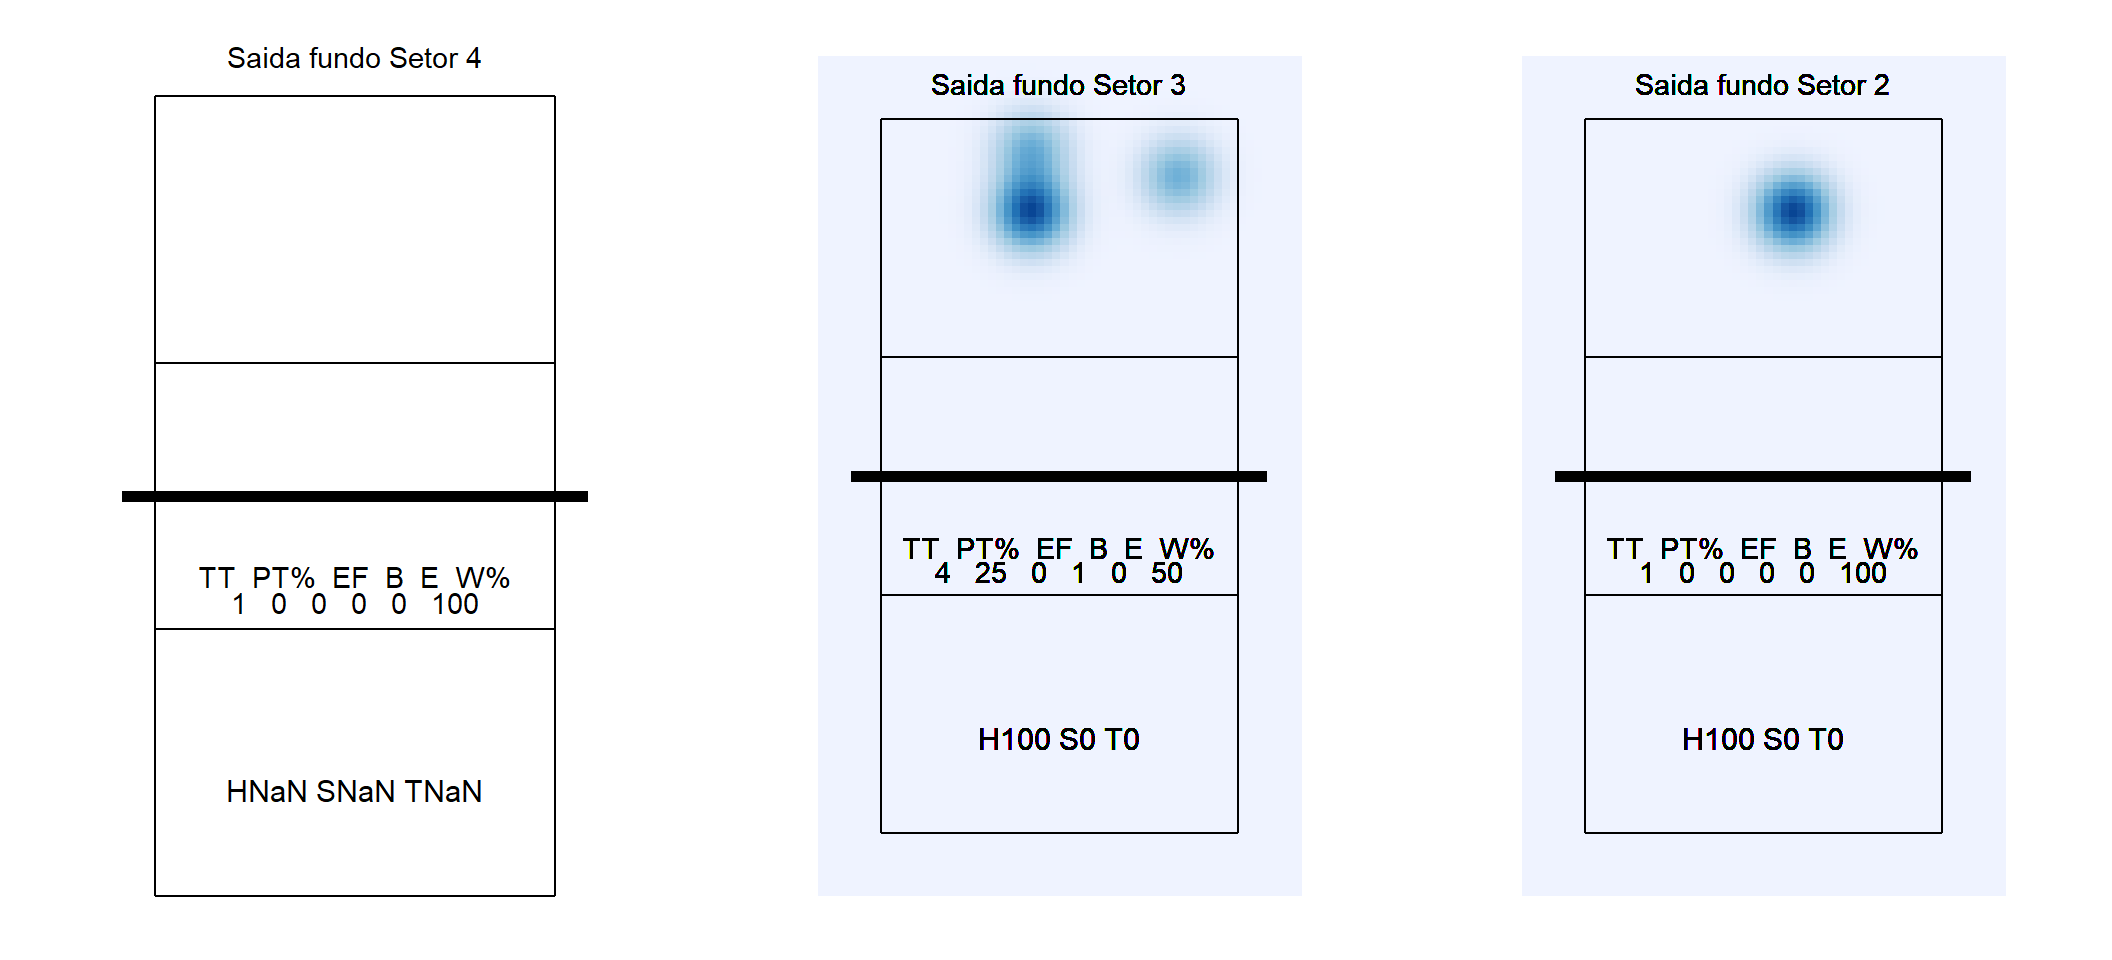 Saida fundo Setor 4
TT PT% EF B E W%
1 0 0 0 0 100
HNaN SNaN TNaN
Saida fundo Setor 3
TT PT% EF B E W%
4 25 0 1 0 50
H100 S0 T0
Saida fundo Setor 2
TT PT% EF B E W%
1 0 0 0 0 100
H100 S0 T0